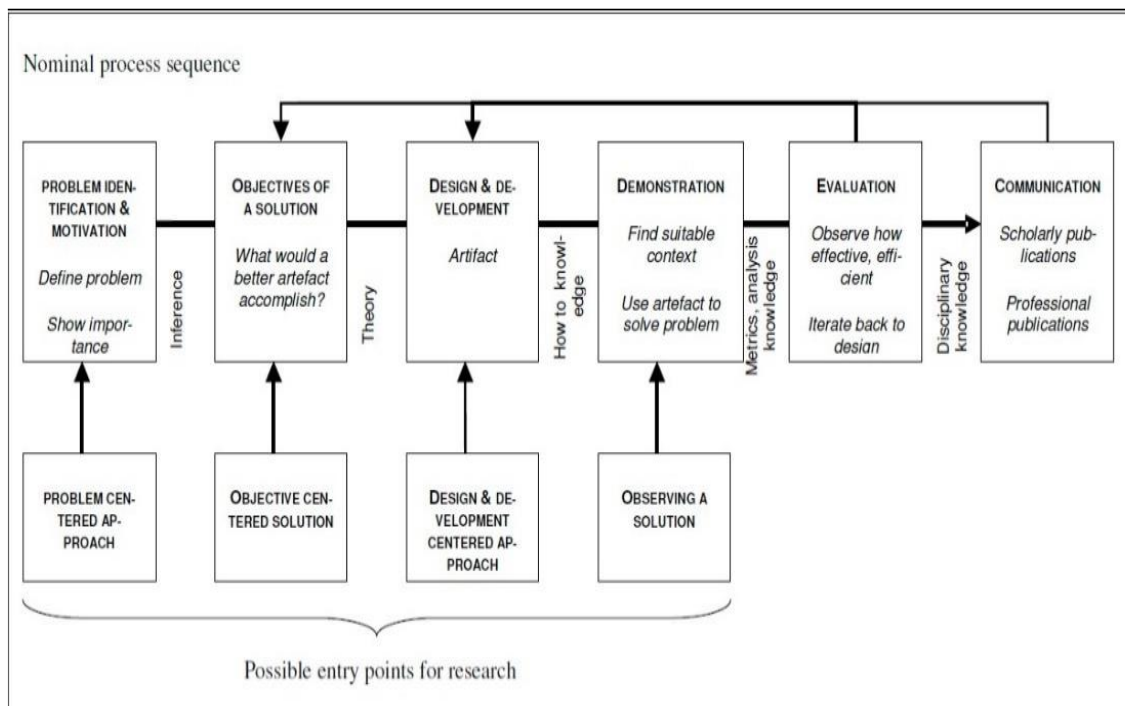 Nominal process sequence
PROBLEM IDEN-
TIFICATION &
MOTIVATION
Define problem
Show impor-
tance
Inference
OBJECTIVES OF
A SOLUTION
What would a
better artefact
accomplish?
Theory
DESIGN & DE-
VELOPMENT
Artifact
How to knowl-
edge
DEMONSTRATION
Find suitable
context
Use artefact to
solve problem
Metrics, analysis
knowledge
EVALUATION
Observe how
effective, effi-
cient
Iterate back to
design
Disciplinary
knowledge
COMMUNICATION
Scholarly pub-
lications
Professional
publications
PROBLEM CEN-
TERED AP-
PROACH
OBJECTIVE CEN-
TERED SOLUTION
DESIGN & DE-
VELOPMENT
CENTERED AP-
PROACH
OBSERVING A
SOLUTION
Possible entry points for research